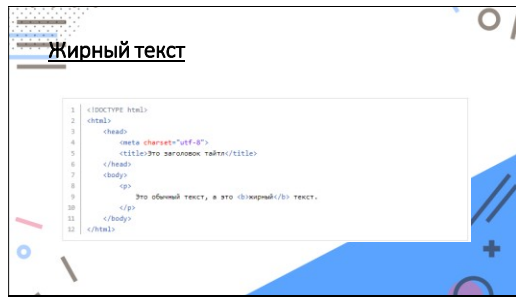 Жирный текст
1 <!DOCTYPE html>
2 <html>
3 <head>
4 <meta charset="utf-8">
5 <title>Это заголовок тайтл</title>
6 </head>
7 <body>
8 <p>
9 Это обычный текст, а это <b>жирный</b> текст.
10 </p>
11 </body>
12 </html>